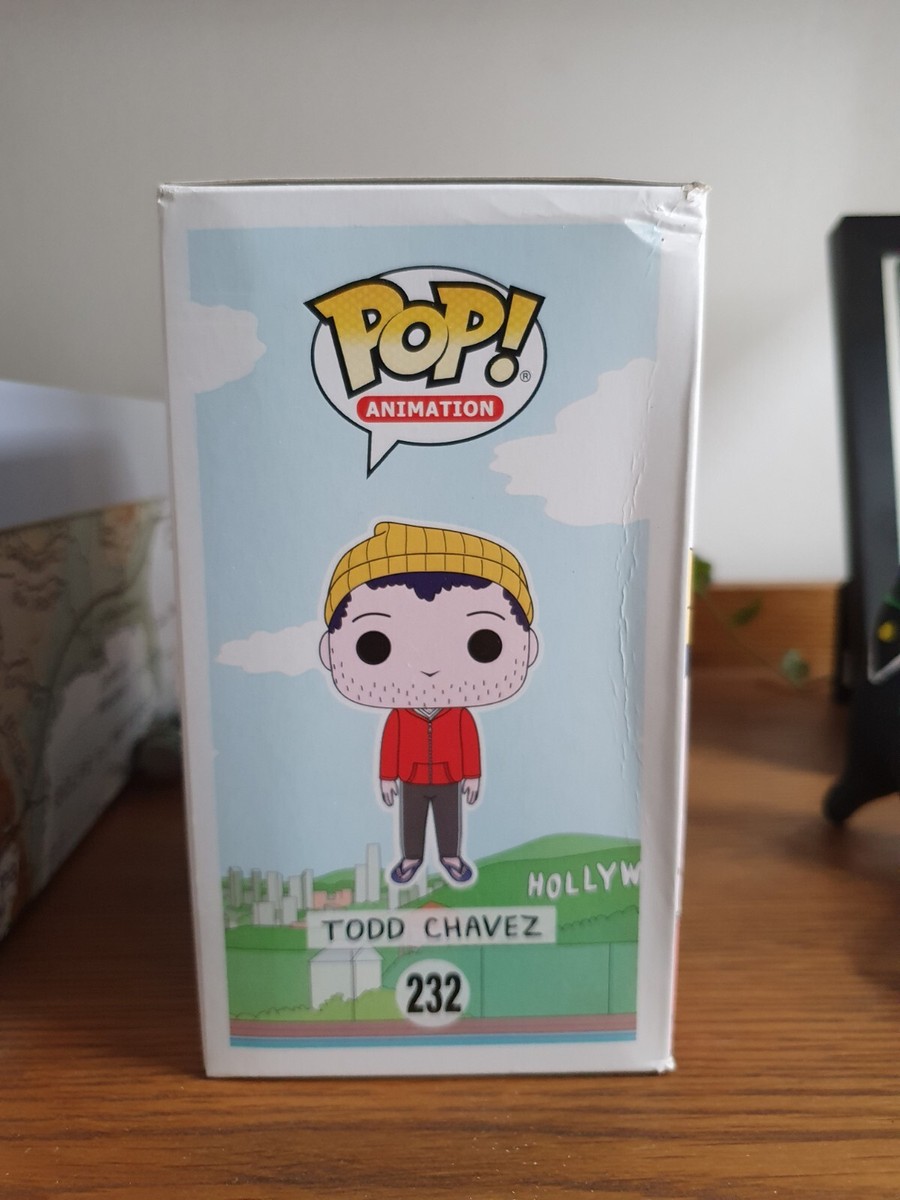 POP!
®
ANIMATION
HOLLYW
TODD CHAVEZ
232